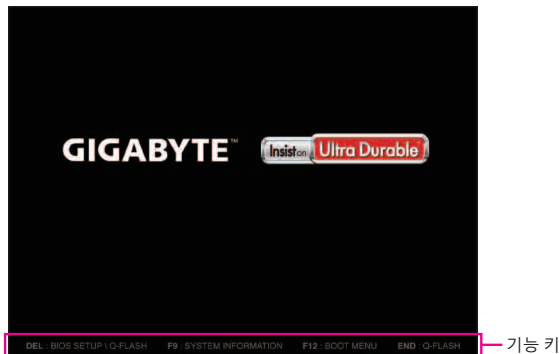 GIGABYTE™ Insist on Ultra Durable™
DEL : BIOS SETUP \ Q-FLASH F9 : SYSTEM INFORMATION F12 : BOOT MENU END : Q-FLASH
기능 키